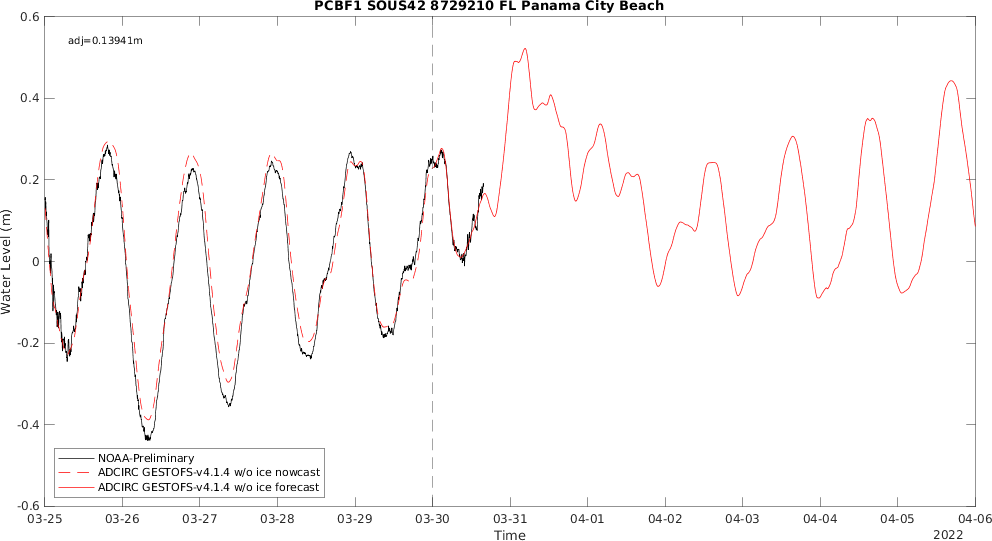 PCBF1 SOUS42 8729210 FL Panama City Beach
adj=0.13941m
0.6
0.4
0.2
0
-0.2
-0.4
-0.6
Water Level (m)
NOAA-Preliminary
ADCIRC GESTOFS-v4.1.4 w/o ice nowcast
ADCIRC GESTOFS-v4.1.4 w/o ice forecast
03-25 03-26 03-27 03-28 03-29 03-30 03-31 04-01 04-02 04-03 04-04 04-05 04-06
Time
2022